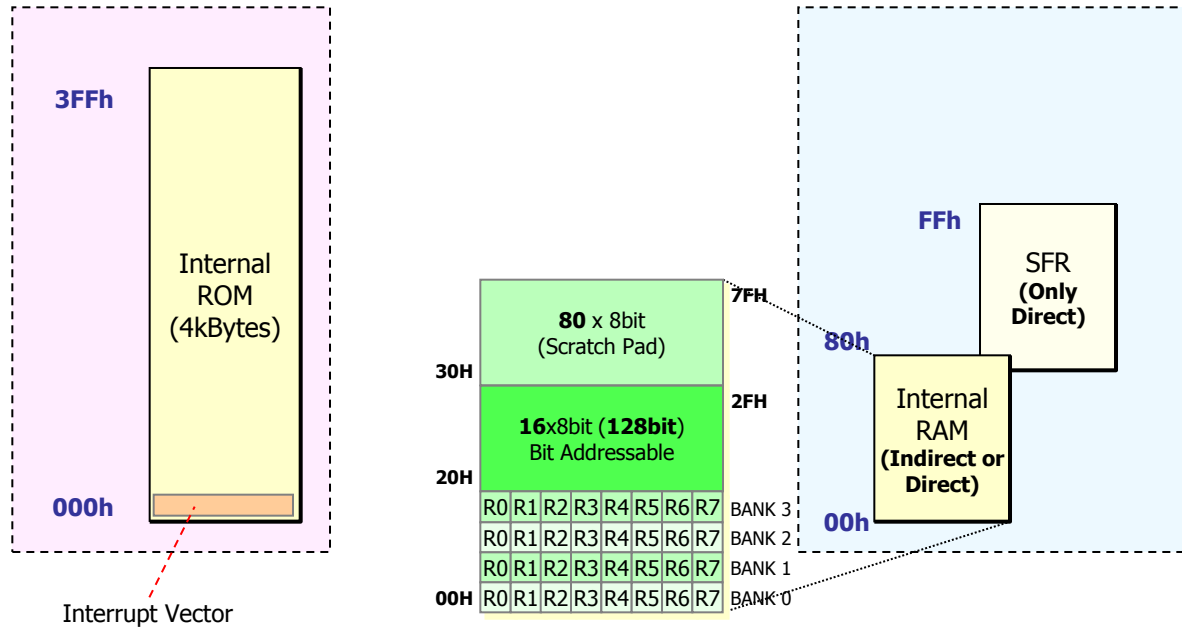 3FFh
Internal
ROM
(4kBytes)
000h
Interrupt Vector
80 x 8bit
(Scratch Pad)
7FH
30H
16x8bit (128bit)
Bit Addressable
2FH
20H
R0 R1 R2 R3 R4 R5 R6 R7 BANK 3
R0 R1 R2 R3 R4 R5 R6 R7 BANK 2
R0 R1 R2 R3 R4 R5 R6 R7 BANK 1
00H R0 R1 R2 R3 R4 R5 R6 R7 BANK 0
FFh
SFR
(Only
Direct)
80h
Internal
RAM
(Indirect or
Direct)
00h